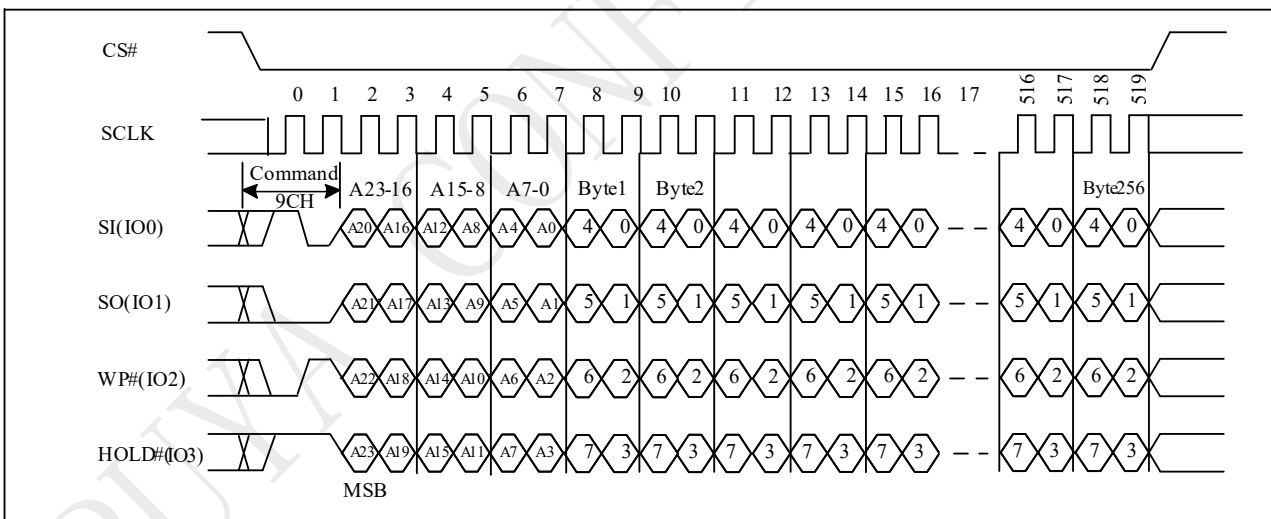 CS#
0 1 2 3 4 5 6 7 8 9 10 11 12 13 14 15 16 17 516 517 518 519
SCLK
Command
9CH
A23-16 A15-8 A7-0 Byte1 Byte2 Byte256
SI(IO0) A20 A16 A12 A8 A4 A0 4 0 4 0 4 0 4 0 4 0 4 0 4 0
SO(IO1) A21 A17 A13 A9 A5 A1 5 1 5 1 5 1 5 1 5 1 5 1 5 1
WP#(IO2) A22 A18 A14 A10 A6 A2 6 2 6 2 6 2 6 2 6 2 6 2 6 2
HOLD#(IO3) A23 A19 A15 A11 A7 A3 7 3 7 3 7 3 7 3 7 3 7 3 7 3
MSB